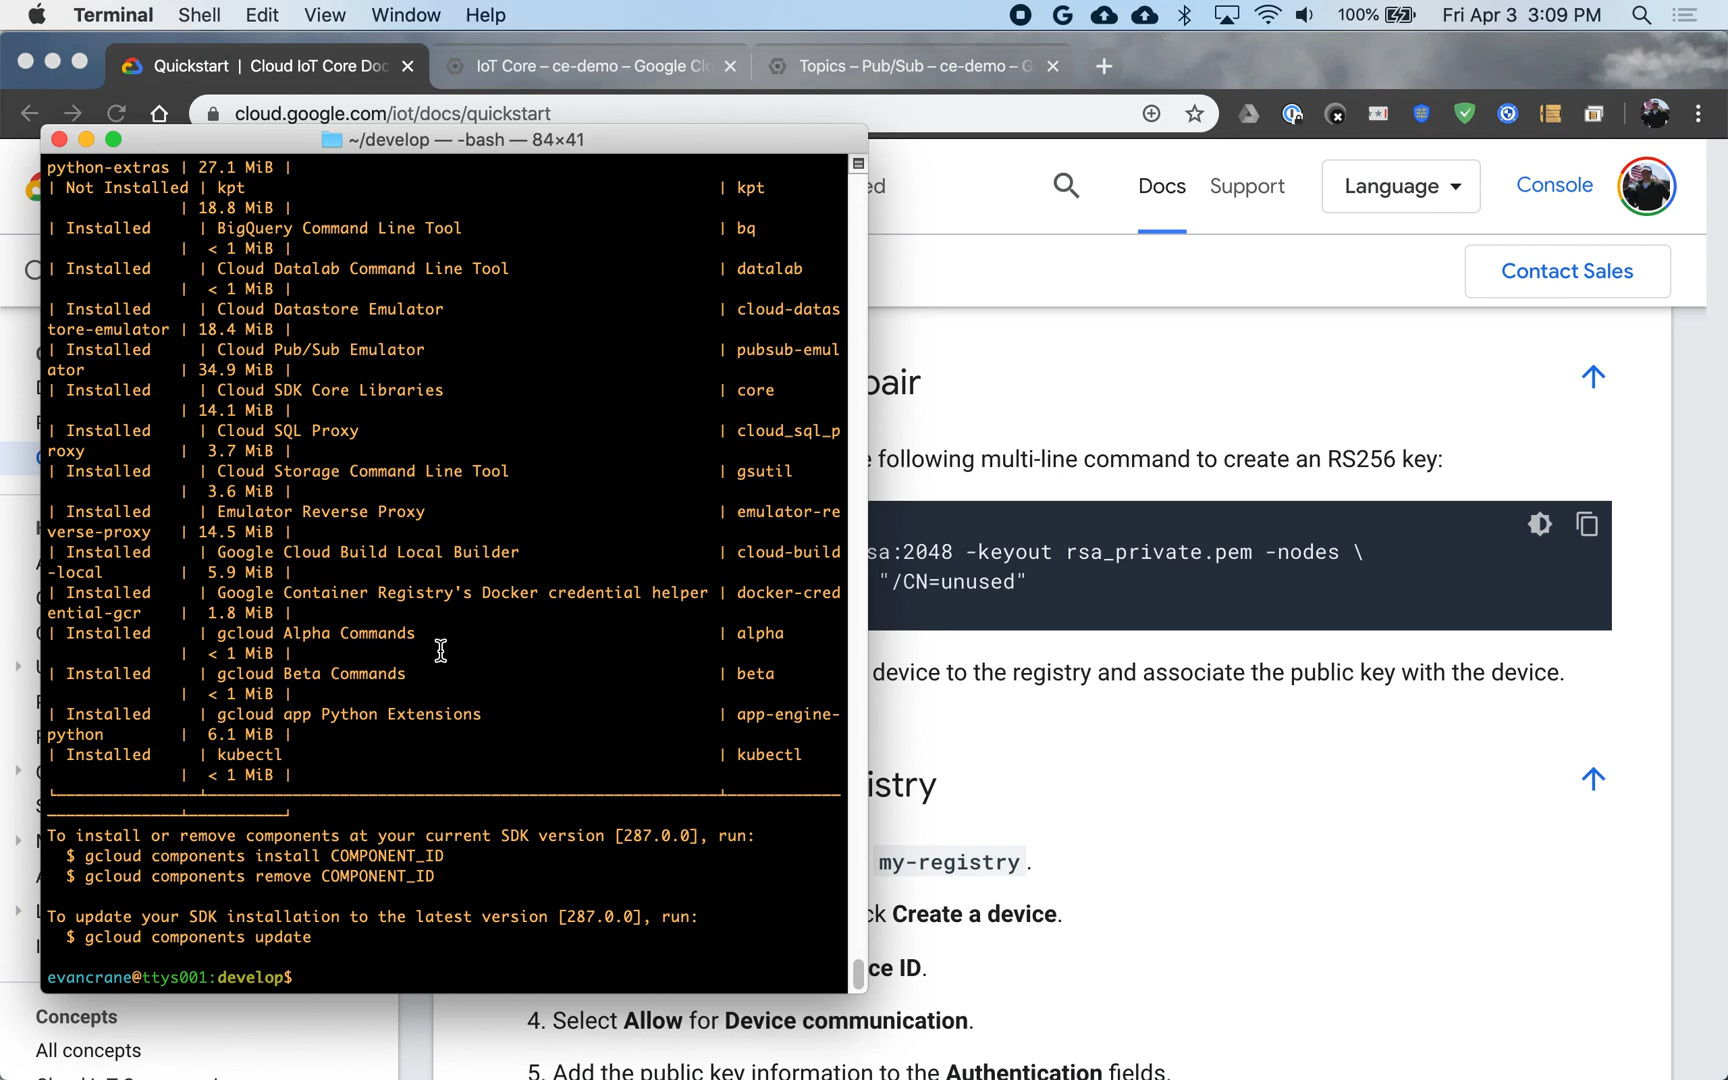 Terminal Shell Edit View Window Help 100% Fri Apr 3 3:09 PM
Quickstart | Cloud IoT Core Doc IoT Core – ce-demo – Google Cl Topics – Pub/Sub – ce-demo – G
cloud.google.com/iot/docs/quickstart
~/develop — -bash — 84×41
python-extras | 27.1 MiB |
| Not Installed | kpt | kpt
| 18.8 MiB |
| Installed | BigQuery Command Line Tool | bq
| < 1 MiB |
| Installed | Cloud Datalab Command Line Tool | datalab
| < 1 MiB |
| Installed | Cloud Datastore Emulator | cloud-datas
tore-emulator | 18.4 MiB |
| Installed | Cloud Pub/Sub Emulator | pubsub-emul
ator | 34.9 MiB |
| Installed | Cloud SDK Core Libraries | core
| 14.1 MiB |
| Installed | Cloud SQL Proxy | cloud_sql_p
roxy | 3.7 MiB |
| Installed | Cloud Storage Command Line Tool | gsutil
| 3.6 MiB |
| Installed | Emulator Reverse Proxy | emulator-re
verse-proxy | 14.5 MiB |
| Installed | Google Cloud Build Local Builder | cloud-build
-local | 5.9 MiB |
| Installed | Google Container Registry's Docker credential helper | docker-cred
ential-gcr | 1.8 MiB |
| Installed | gcloud Alpha Commands | alpha
| < 1 MiB |
| Installed | gcloud Beta Commands | beta
| < 1 MiB |
| Installed | gcloud app Python Extensions | app-engine-
python | 6.1 MiB |
| Installed | kubectl | kubectl
| < 1 MiB |
To install or remove components at your current SDK version [287.0.0], run:
$ gcloud components install COMPONENT_ID
$ gcloud components remove COMPONENT_ID
To update your SDK installation to the latest version [287.0.0], run:
$ gcloud components update
evancrane@ttys001:develop$
ed Docs Support Language Console
Contact Sales
pair
following multi-line command to create an RS256 key:
sa:2048 -keyout rsa_private.pem -nodes \
"/CN=unused"
device to the registry and associate the public key with the device.
istry
my-registry.
ck Create a device.
ce ID.
4. Select Allow for Device communication.
5. Add the public key information to the Authentication fields.
Concepts
All concepts